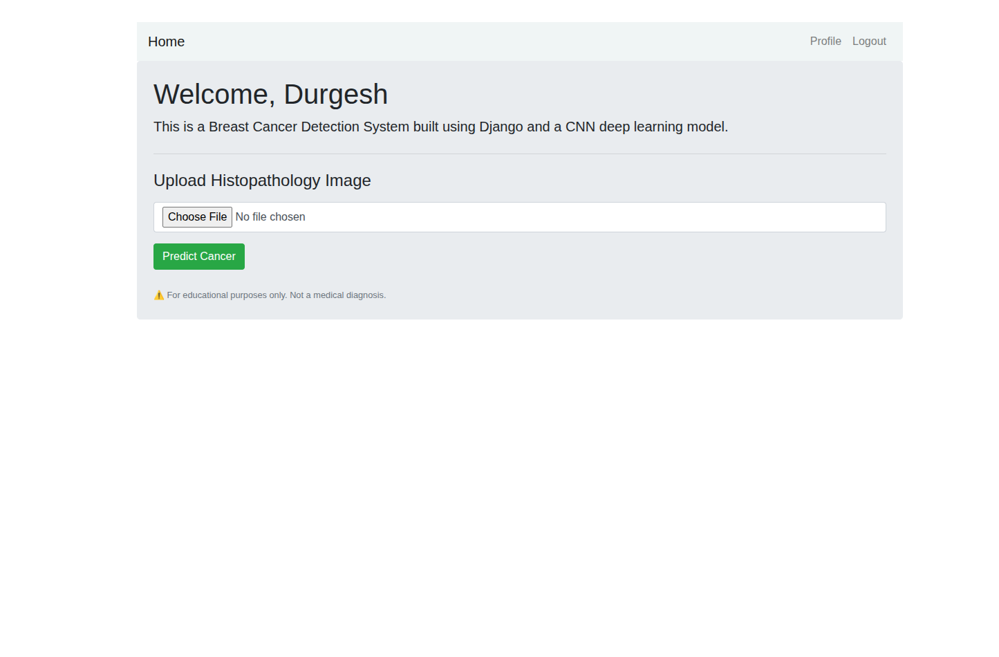 Home Profile Logout
Welcome, Durgesh
This is a Breast Cancer Detection System built using Django and a CNN deep learning model.
Upload Histopathology Image
Choose File No file chosen
Predict Cancer
⚠️ For educational purposes only. Not a medical diagnosis.